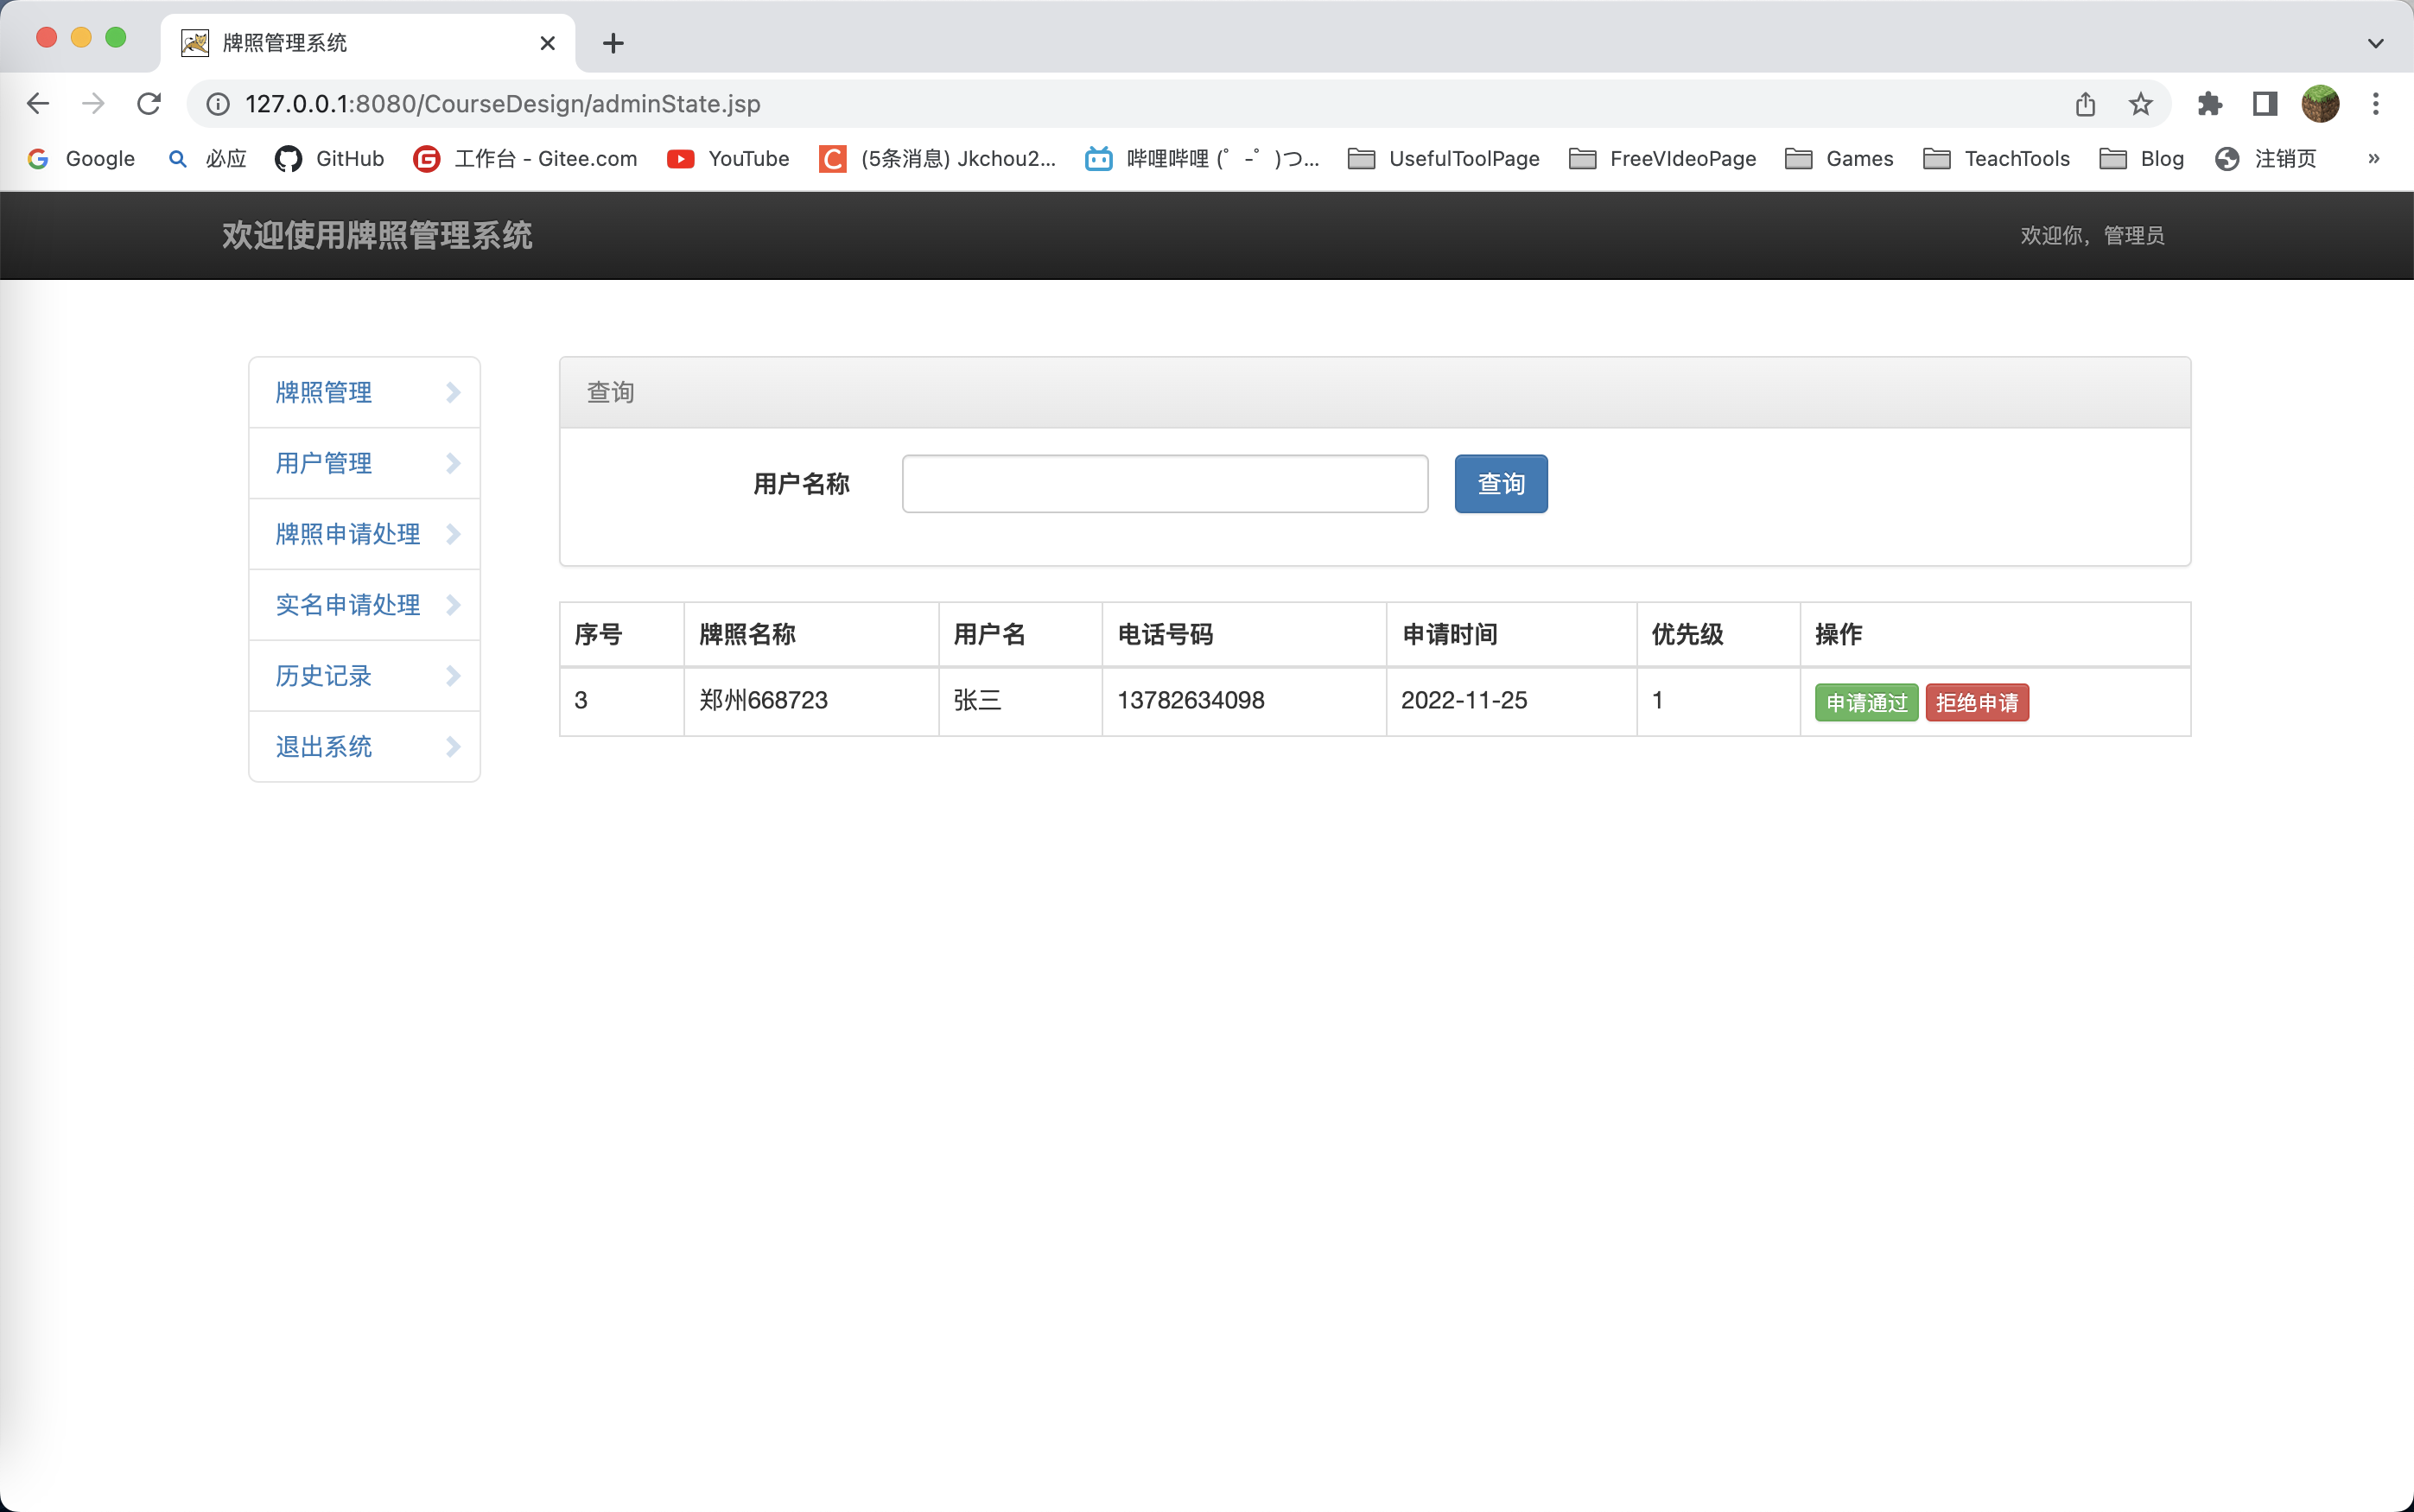 牌照管理系统
127.0.0.1:8080/CourseDesign/adminState.jsp
Google 必应 GitHub 工作台 - Gitee.com YouTube (5条消息) Jkchou2... 哔哩哔哩 (゜-゜)つ... UsefulToolPage FreeVIdeoPage Games TeachTools Blog 注销页 »
欢迎使用牌照管理系统 欢迎你，管理员
牌照管理
用户管理
牌照申请处理
实名申请处理
历史记录
退出系统
查询
用户名称 查询
序号 牌照名称 用户名 电话号码 申请时间 优先级 操作
3 郑州668723 张三 13782634098 2022-11-25 1 申请通过 拒绝申请